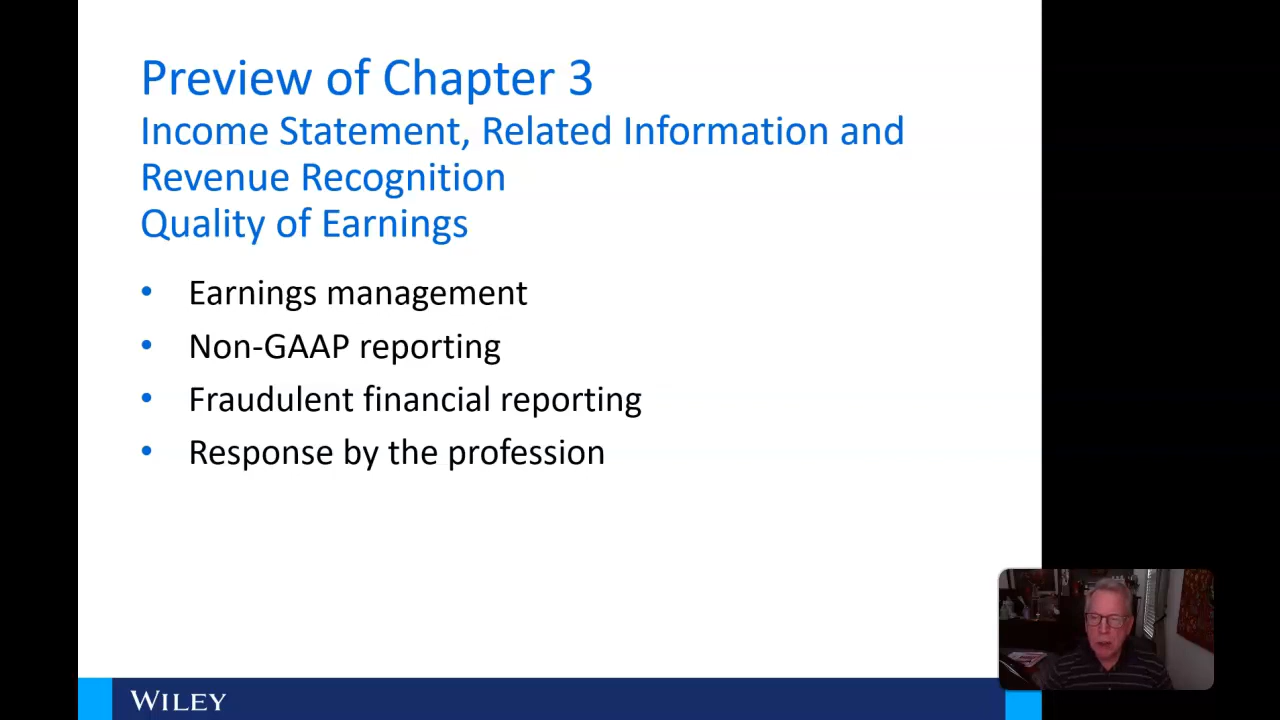 Preview of Chapter 3
Income Statement, Related Information and
Revenue Recognition
Quality of Earnings
• Earnings management
• Non-GAAP reporting
• Fraudulent financial reporting
• Response by the profession
WILEY